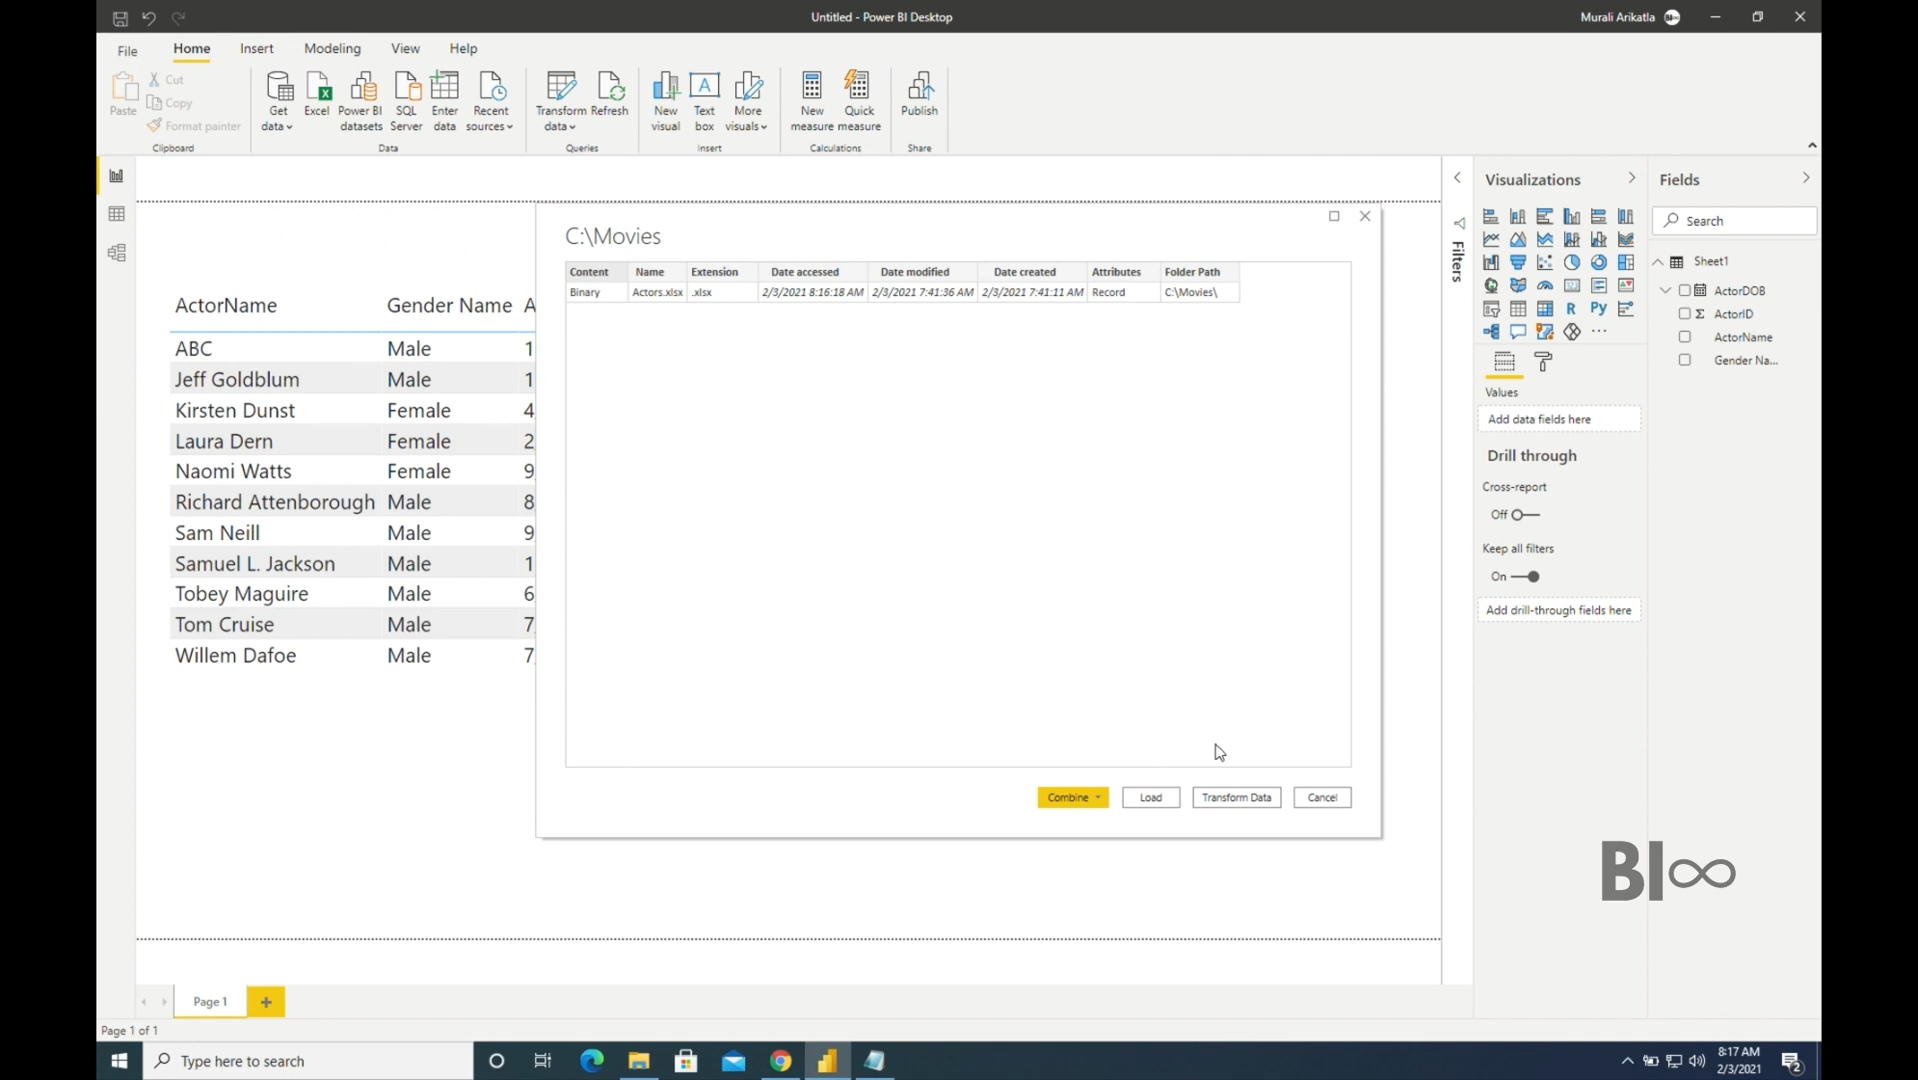 Untitled - Power BI Desktop
Murali Arikatla
File Home Insert Modeling View Help
Paste
Cut
Copy
Format painter
Clipboard
Get data
Excel
Power BI datasets
SQL Server
Enter data
Recent sources
Data
Transform data
Refresh
Queries
New visual
Text box
More visuals
Insert
New measure
Quick measure
Calculations
Publish
Share
ActorName Gender Name A
ABC Male 1
Jeff Goldblum Male 1
Kirsten Dunst Female 4
Laura Dern Female 2
Naomi Watts Female 9
Richard Attenborough Male 8
Sam Neill Male 9
Samuel L. Jackson Male 1
Tobey Maguire Male 6
Tom Cruise Male 7
Willem Dafoe Male 7
C:\Movies
Content Name Extension Date accessed Date modified Date created Attributes Folder Path
Binary Actors.xlsx .xlsx 2/3/2021 8:16:18 AM 2/3/2021 7:41:36 AM 2/3/2021 7:41:11 AM Record C:\Movies\
Combine Load Transform Data Cancel
Filters
Visualizations
R Py
Values
Add data fields here
Drill through
Cross-report
Off
Keep all filters
On
Add drill-through fields here
Fields
Search
Sheet1
ActorDOB
ActorID
ActorName
Gender Na...
BI∞
Page 1
Page 1 of 1
Type here to search
8:17 AM
2/3/2021
2